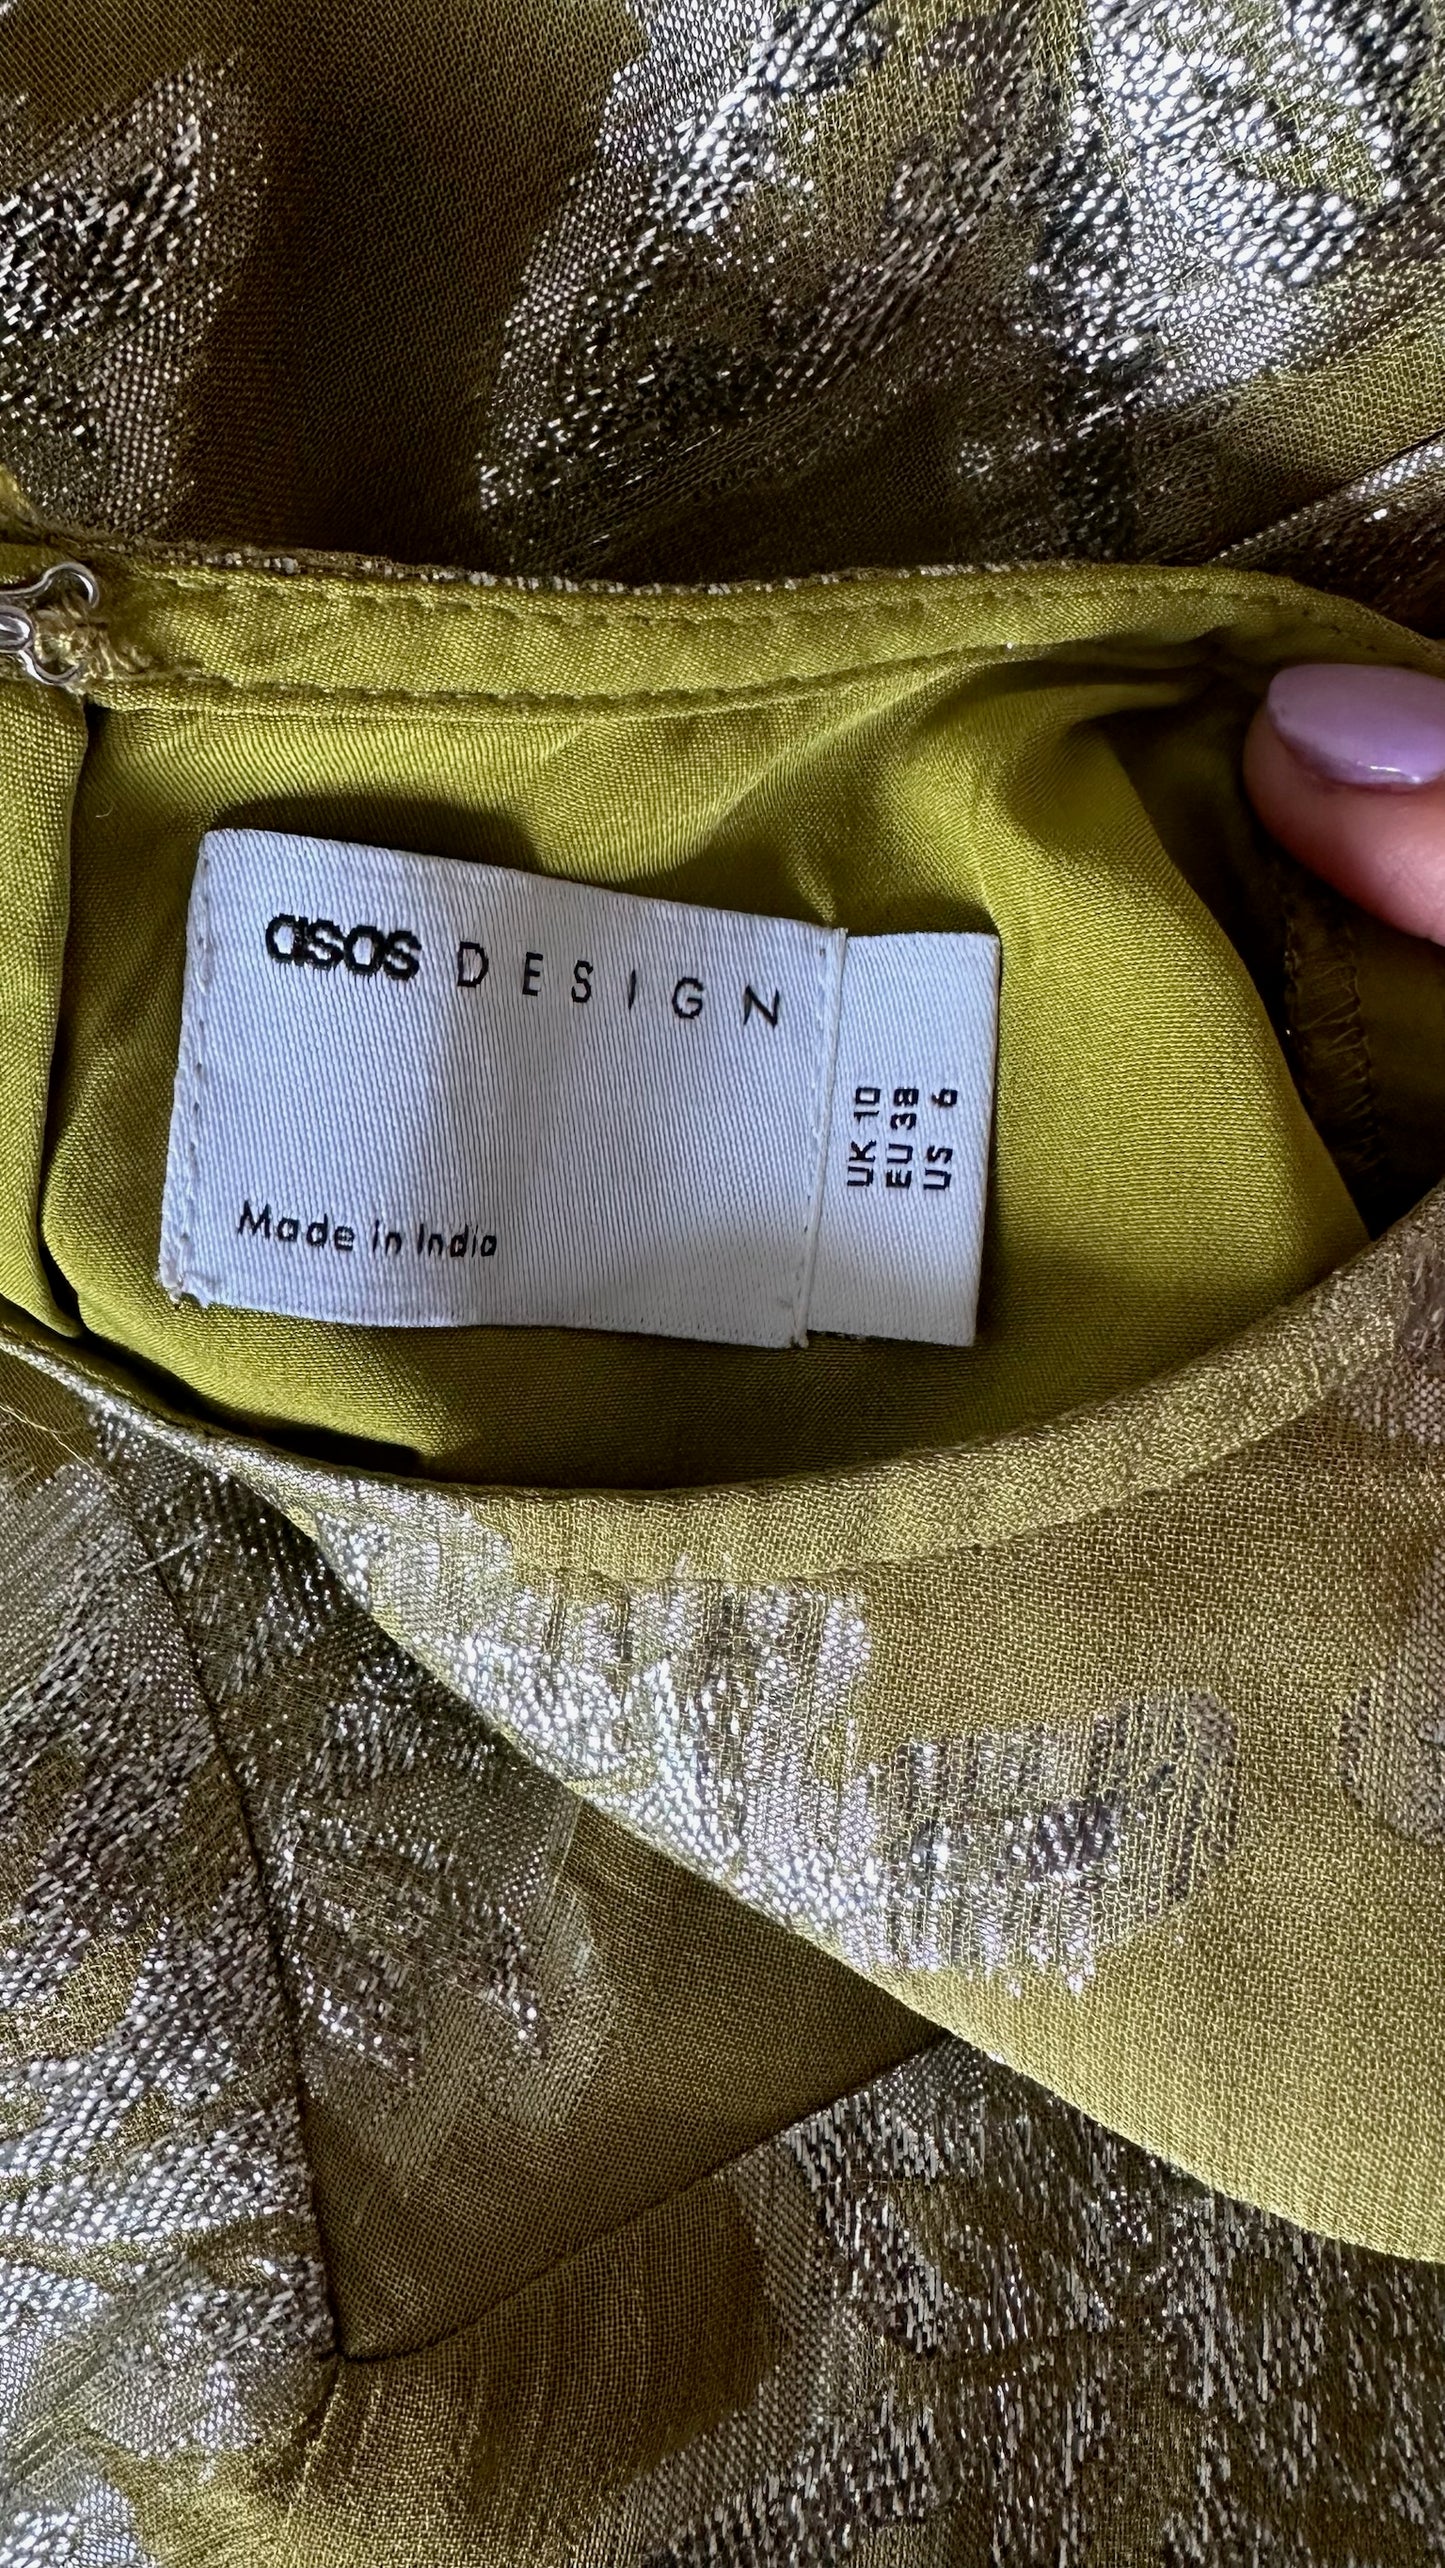 asos DESIGN
Made in India
UK 10
EU 38
US 6